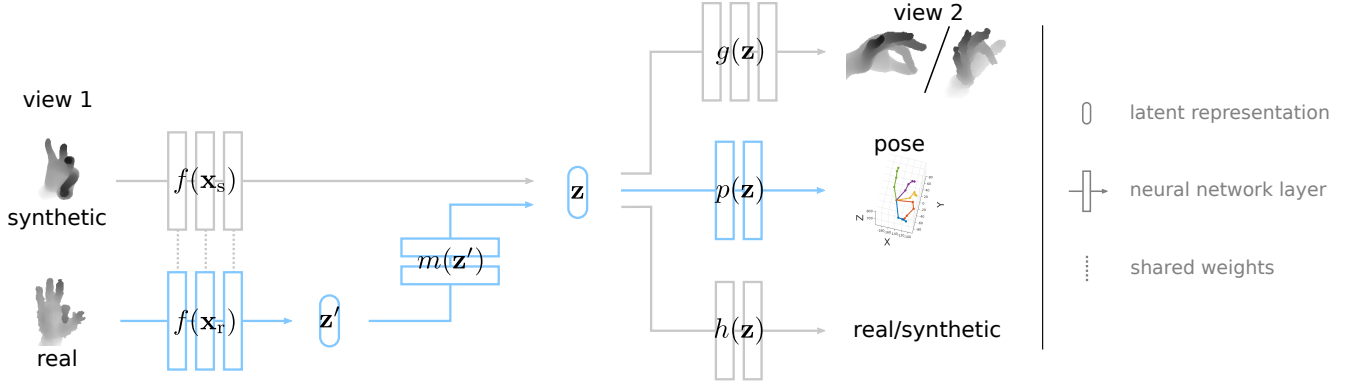 view 1
synthetic
real
f(𝐱ₛ)
f(𝐱ᵣ)
𝐳′
m(𝐳′)
𝐳
g(𝐳)
p(𝐳)
h(𝐳)
view 2
pose
Z
X
Y
real/synthetic
latent representation
neural network layer
shared weights